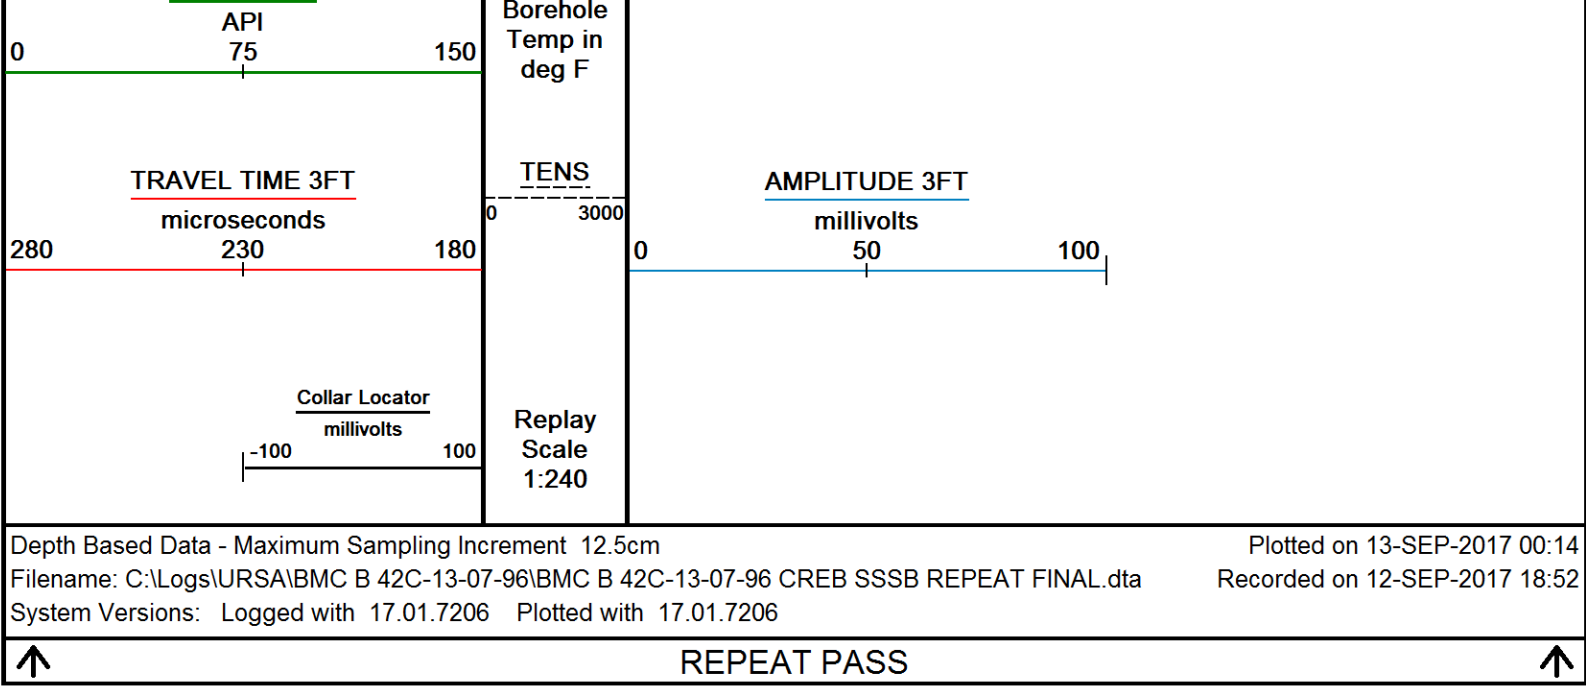 API
0 75 150
Borehole
Temp in
deg F
TRAVEL TIME 3FT
microseconds
280 230 180
TENS
0 3000
AMPLITUDE 3FT
millivolts
0 50 100
Collar Locator
millivolts
-100 100
Replay
Scale
1:240
Depth Based Data - Maximum Sampling Increment 12.5cm
Plotted on 13-SEP-2017 00:14
Filename: C:\Logs\URSA\BMC B 42C-13-07-96\BMC B 42C-13-07-96 CREB SSSB REPEAT FINAL.dta
Recorded on 12-SEP-2017 18:52
System Versions: Logged with 17.01.7206 Plotted with 17.01.7206
REPEAT PASS